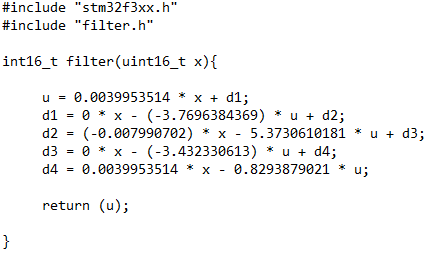 #include "stm32f3xx.h"
#include "filter.h"
int16_t filter(uint16_t x){
u = 0.0039953514 * x + d1;
d1 = 0 * x - (-3.7696384369) * u + d2;
d2 = (-0.007990702) * x - 5.3730610181 * u + d3;
d3 = 0 * x - (-3.432330613) * u + d4;
d4 = 0.0039953514 * x - 0.8293879021 * u;
return (u);
}